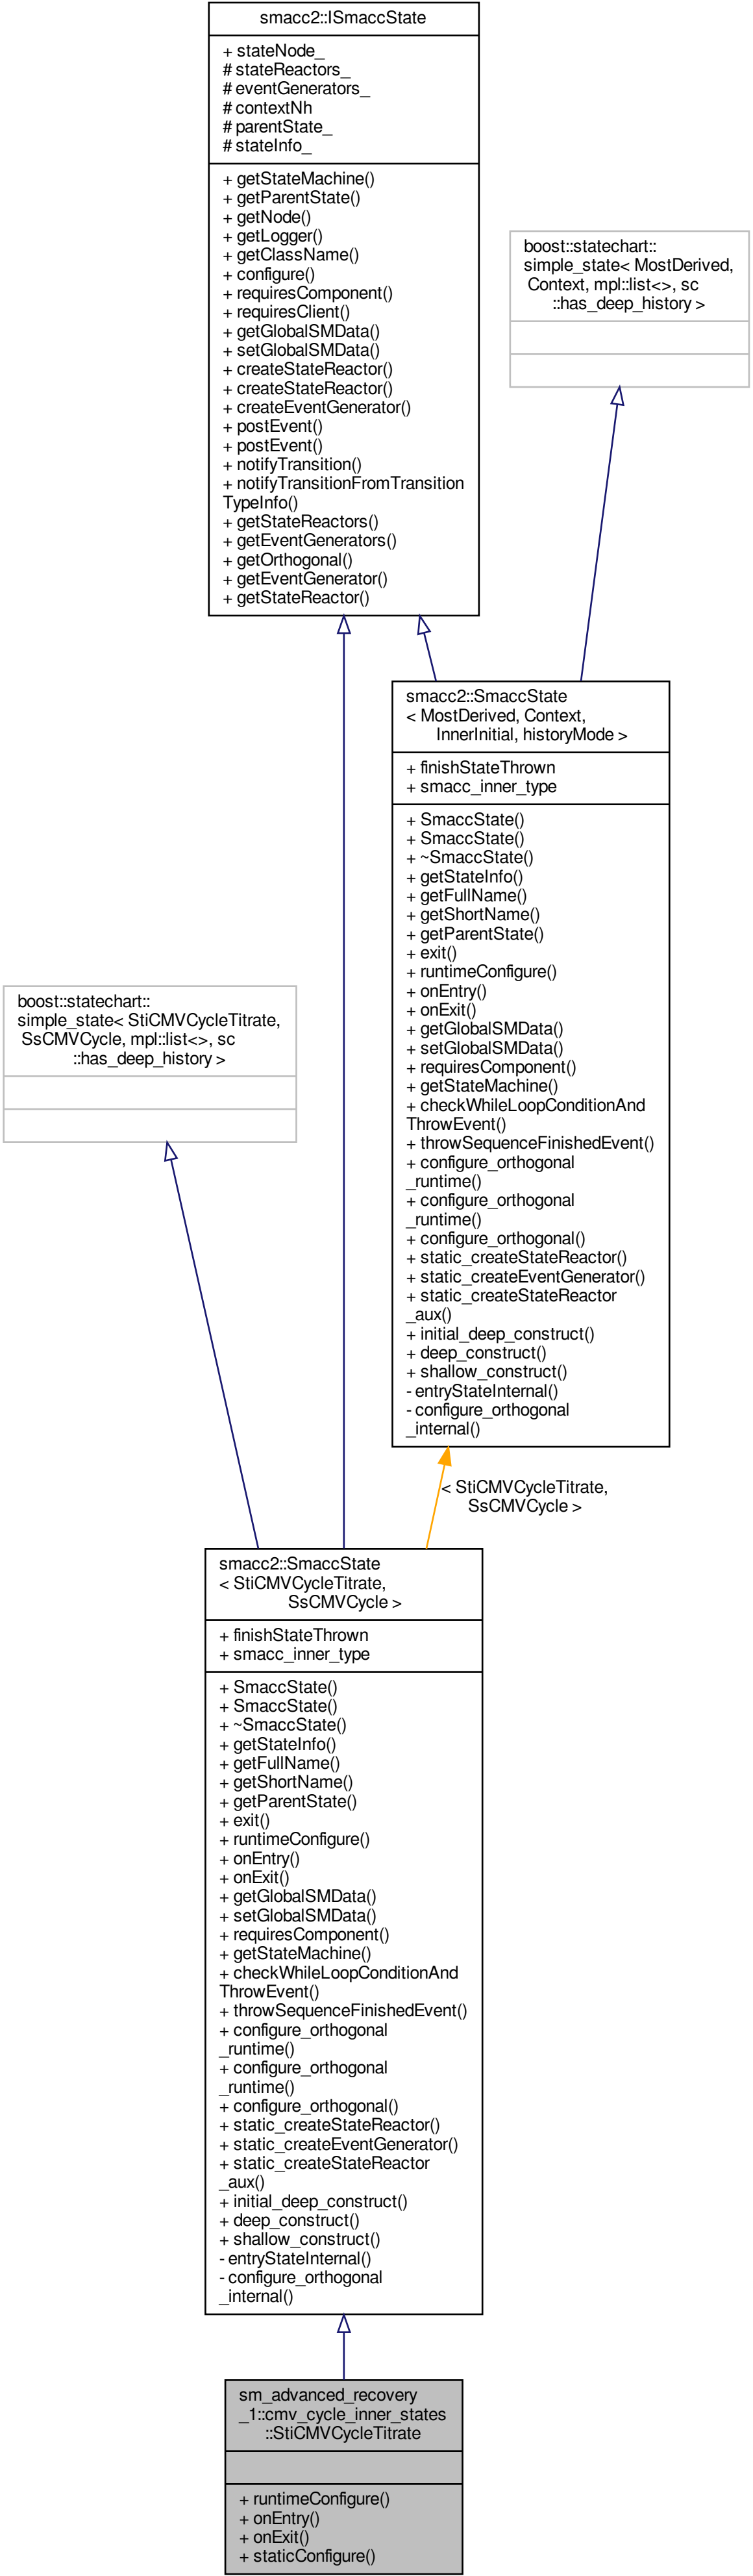 smacc2::ISmaccState
+ stateNode_
# stateReactors_
# eventGenerators_
# contextNh
# parentState_
# stateInfo_
+ getStateMachine()
+ getParentState()
+ getNode()
+ getLogger()
+ getClassName()
+ configure()
+ requiresComponent()
+ requiresClient()
+ getGlobalSMData()
+ setGlobalSMData()
+ createStateReactor()
+ createStateReactor()
+ createEventGenerator()
+ postEvent()
+ postEvent()
+ notifyTransition()
+ notifyTransitionFromTransition
TypeInfo()
+ getStateReactors()
+ getEventGenerators()
+ getOrthogonal()
+ getEventGenerator()
+ getStateReactor()
boost::statechart::
simple_state< MostDerived,
Context, mpl::list<>, sc
::has_deep_history >
smacc2::SmaccState
< MostDerived, Context,
InnerInitial, historyMode >
+ finishStateThrown
+ smacc_inner_type
+ SmaccState()
+ SmaccState()
+ ~SmaccState()
+ getStateInfo()
+ getFullName()
+ getShortName()
+ getParentState()
+ exit()
+ runtimeConfigure()
+ onEntry()
+ onExit()
+ getGlobalSMData()
+ setGlobalSMData()
+ requiresComponent()
+ getStateMachine()
+ checkWhileLoopConditionAnd
ThrowEvent()
+ throwSequenceFinishedEvent()
+ configure_orthogonal
_runtime()
+ configure_orthogonal
_runtime()
+ configure_orthogonal()
+ static_createStateReactor()
+ static_createEventGenerator()
+ static_createStateReactor
_aux()
+ initial_deep_construct()
+ deep_construct()
+ shallow_construct()
- entryStateInternal()
- configure_orthogonal
_internal()
boost::statechart::
simple_state< StiCMVCycleTitrate,
SsCMVCycle, mpl::list<>, sc
::has_deep_history >
< StiCMVCycleTitrate,
SsCMVCycle >
smacc2::SmaccState
< StiCMVCycleTitrate,
SsCMVCycle >
+ finishStateThrown
+ smacc_inner_type
+ SmaccState()
+ SmaccState()
+ ~SmaccState()
+ getStateInfo()
+ getFullName()
+ getShortName()
+ getParentState()
+ exit()
+ runtimeConfigure()
+ onEntry()
+ onExit()
+ getGlobalSMData()
+ setGlobalSMData()
+ requiresComponent()
+ getStateMachine()
+ checkWhileLoopConditionAnd
ThrowEvent()
+ throwSequenceFinishedEvent()
+ configure_orthogonal
_runtime()
+ configure_orthogonal
_runtime()
+ configure_orthogonal()
+ static_createStateReactor()
+ static_createEventGenerator()
+ static_createStateReactor
_aux()
+ initial_deep_construct()
+ deep_construct()
+ shallow_construct()
- entryStateInternal()
- configure_orthogonal
_internal()
sm_advanced_recovery
_1::cmv_cycle_inner_states
::StiCMVCycleTitrate
+ runtimeConfigure()
+ onEntry()
+ onExit()
+ staticConfigure()